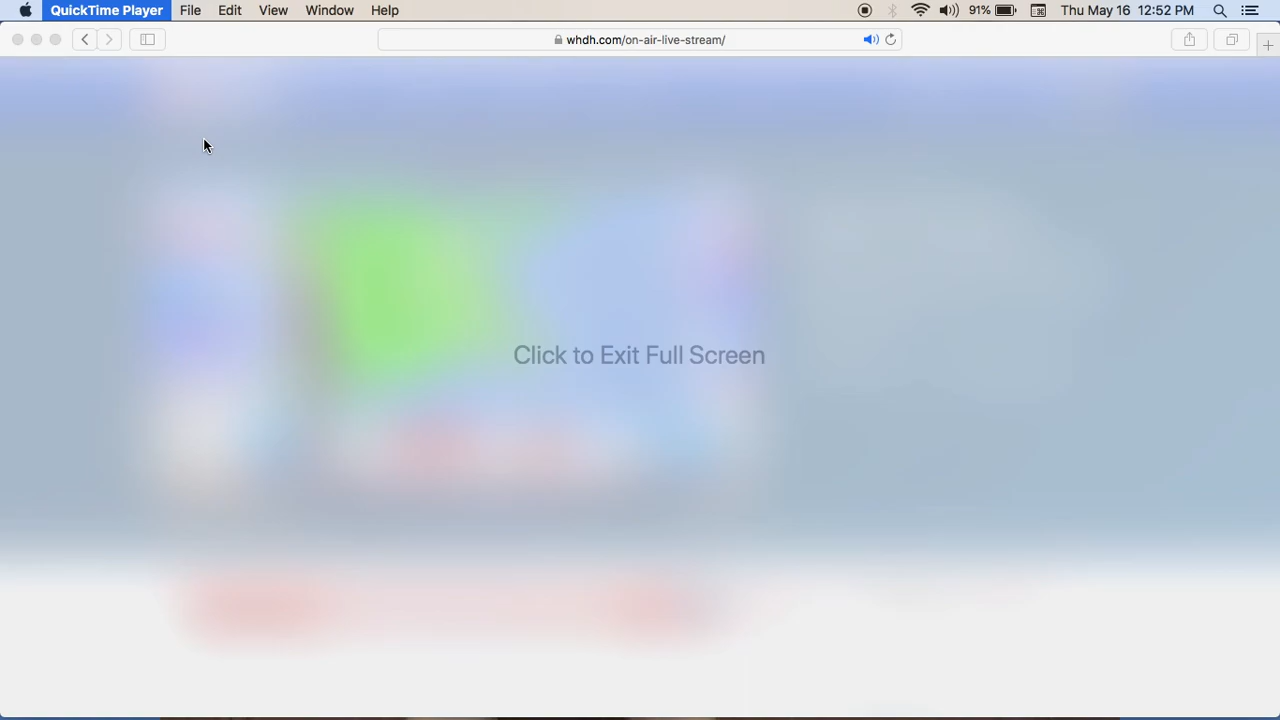 QuickTime Player File Edit View Window Help 91% Thu May 16 12:52 PM
whdh.com/on-air-live-stream/
Click to Exit Full Screen